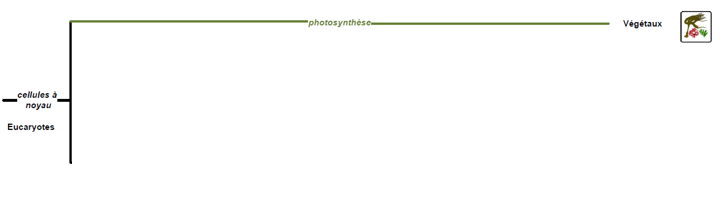 photosynthèse
Végétaux
cellules à
noyau
Eucaryotes